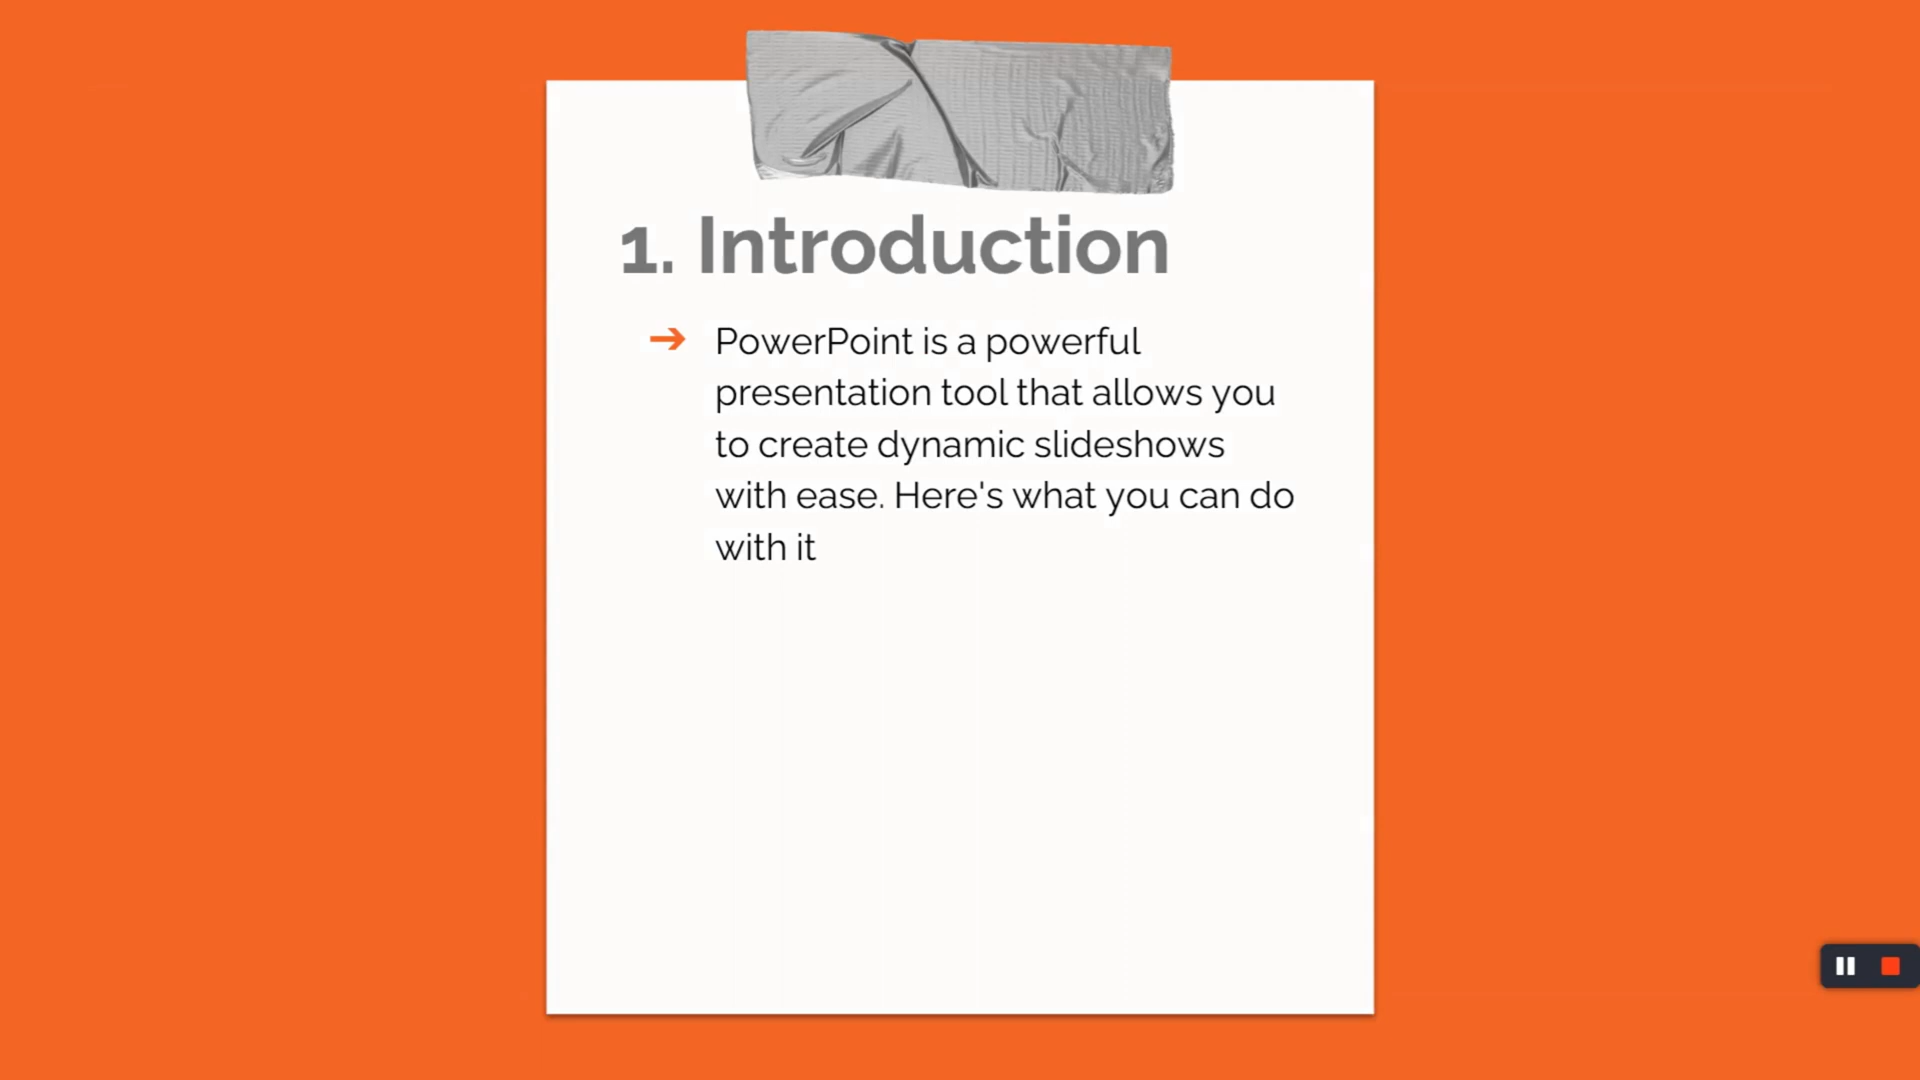 1. Introduction
➔ PowerPoint is a powerful
presentation tool that allows you
to create dynamic slideshows
with ease. Here's what you can do
with it